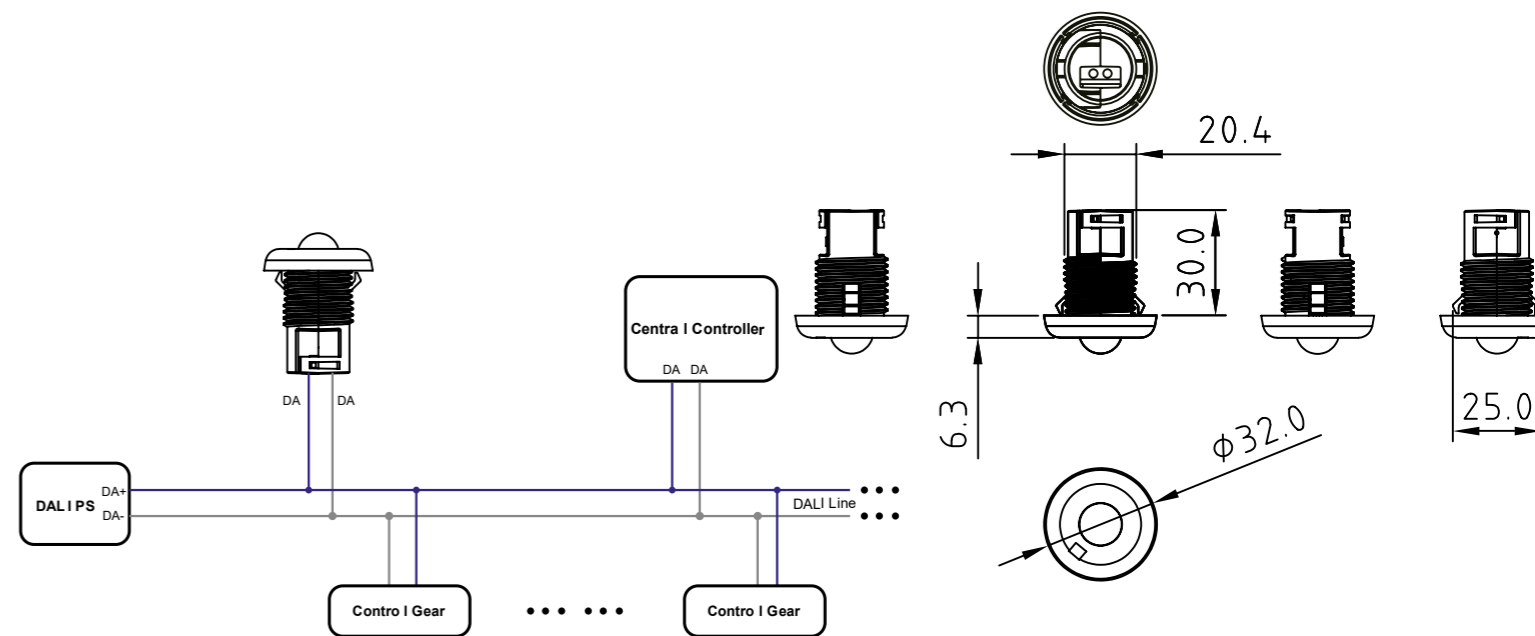 DA DA
DALI PS
DA+
DA-
Centra l Controller
DA DA
DALI Line
Contro l Gear
Contro l Gear
20.4
30.0
6.3
25.0
φ32.0